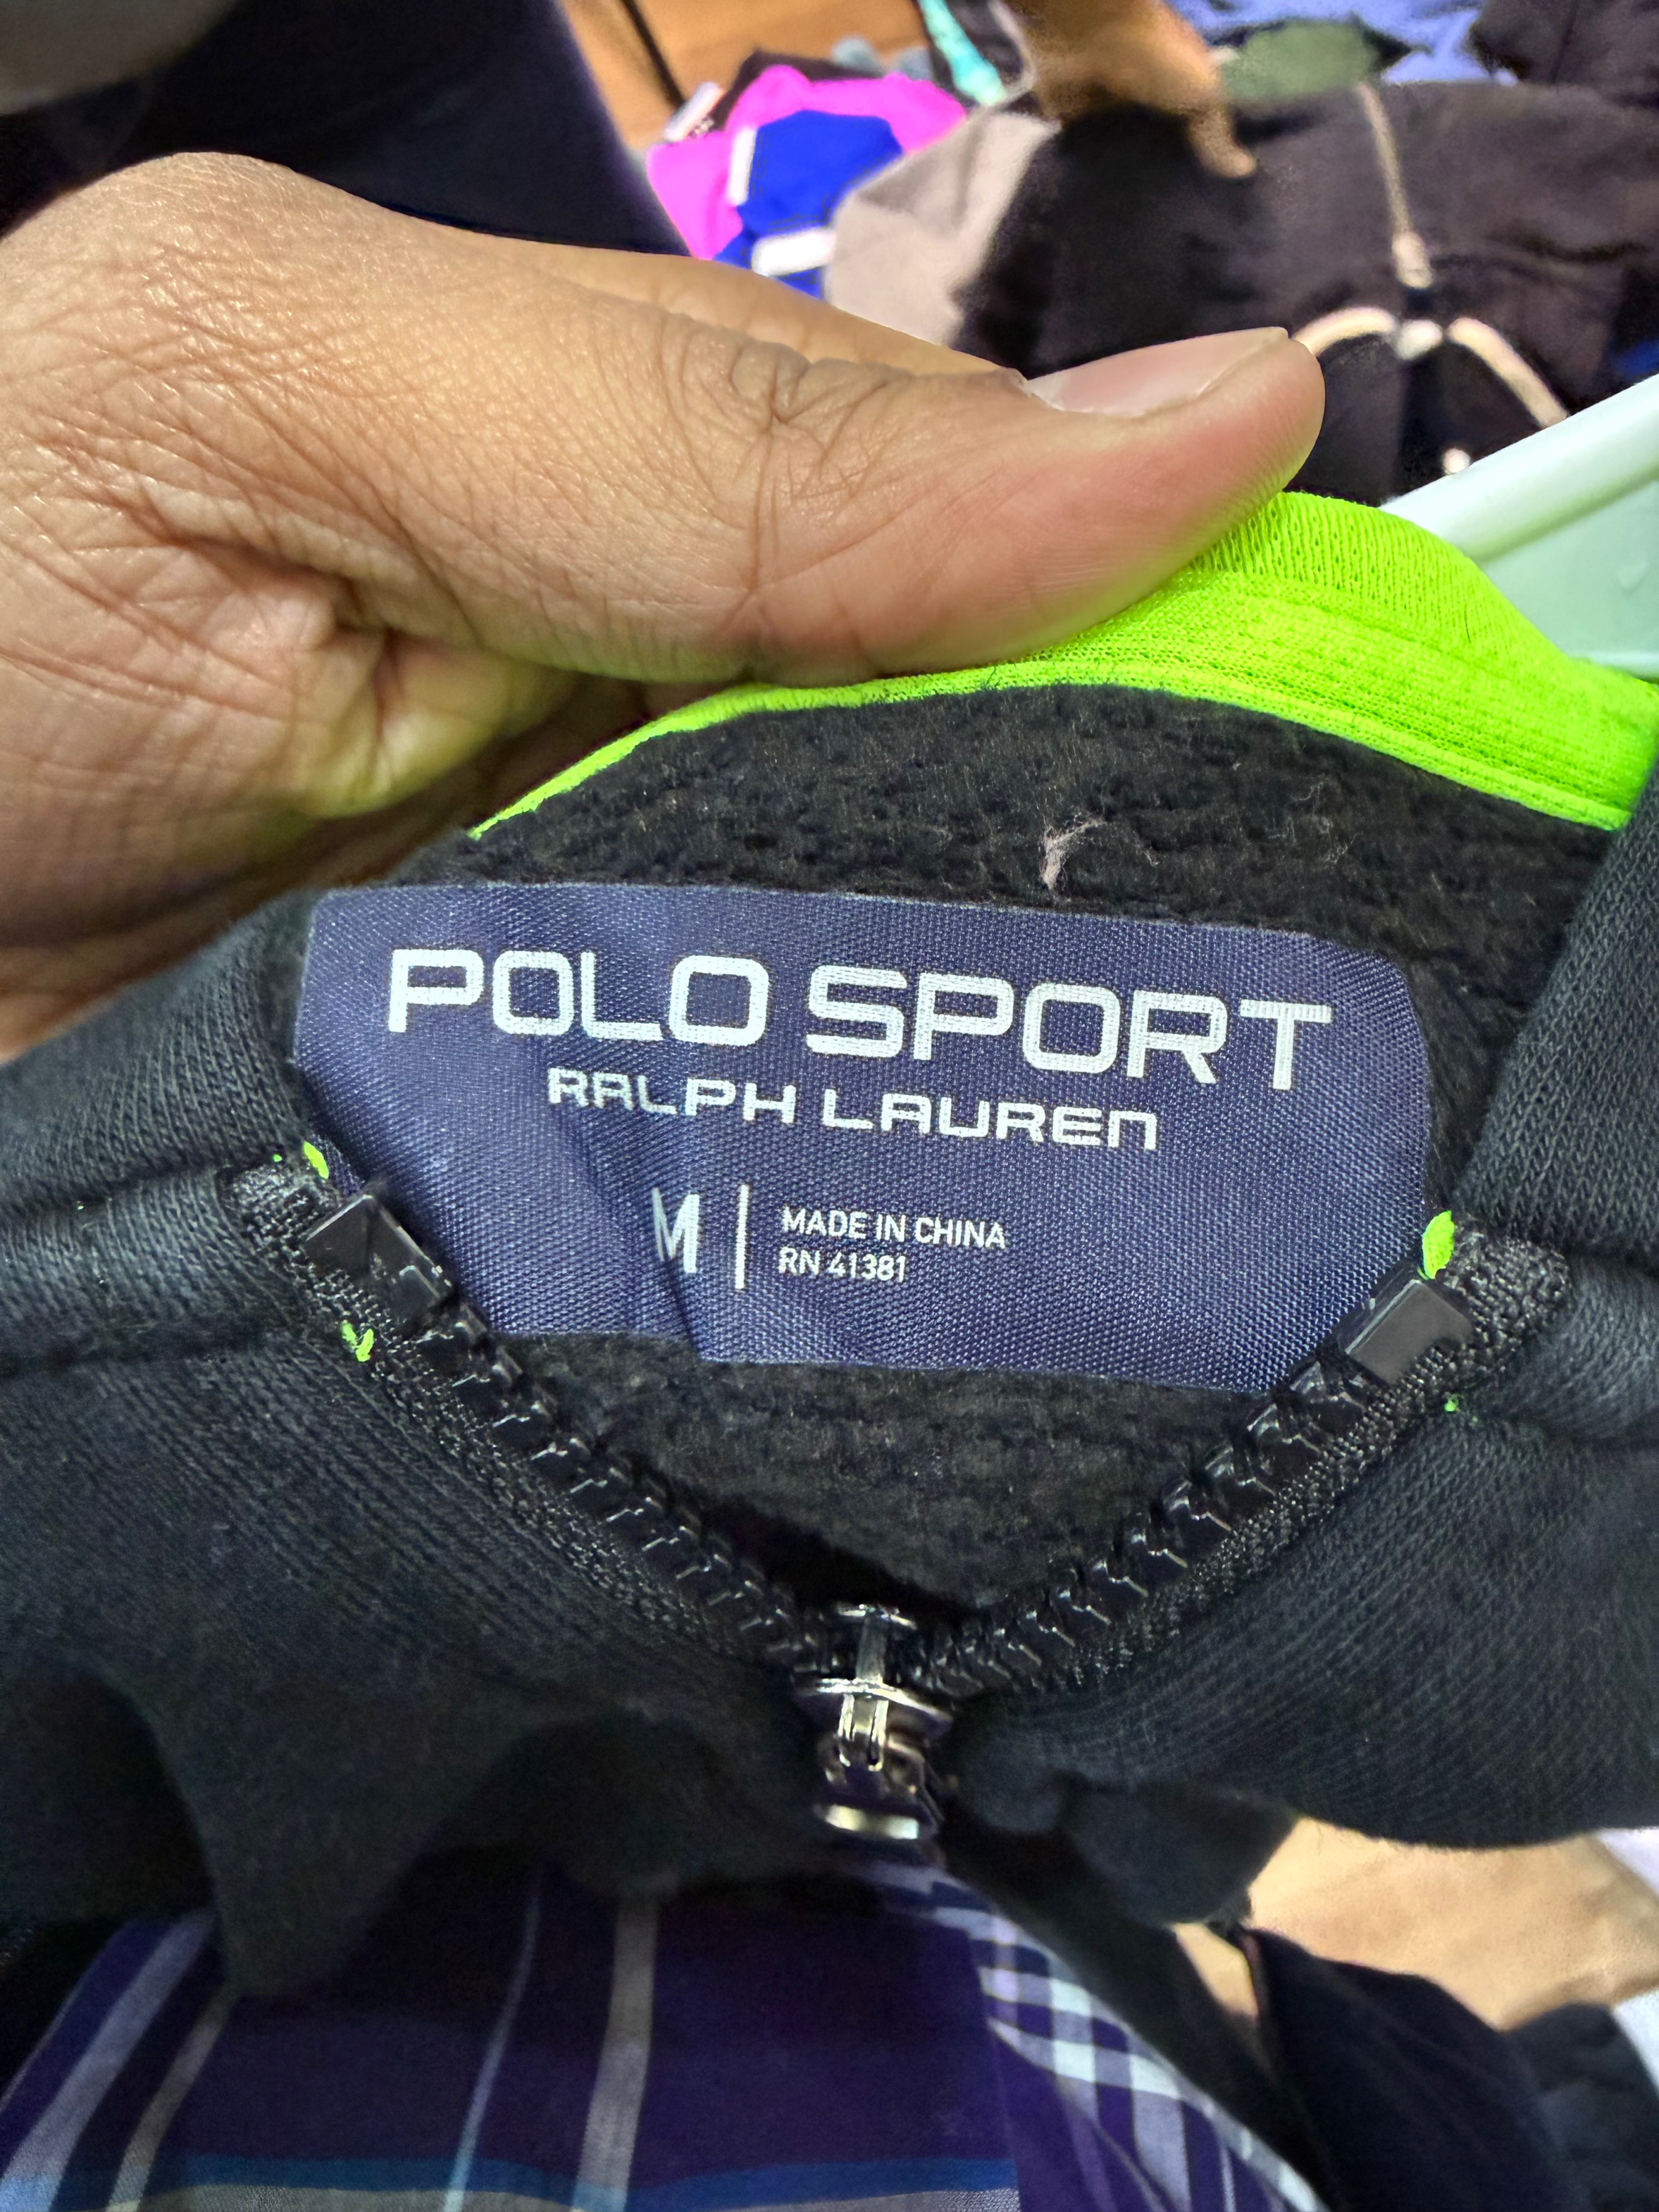 POLO SPORT
RALPH LAUREN
M | MADE IN CHINA
RN 41381